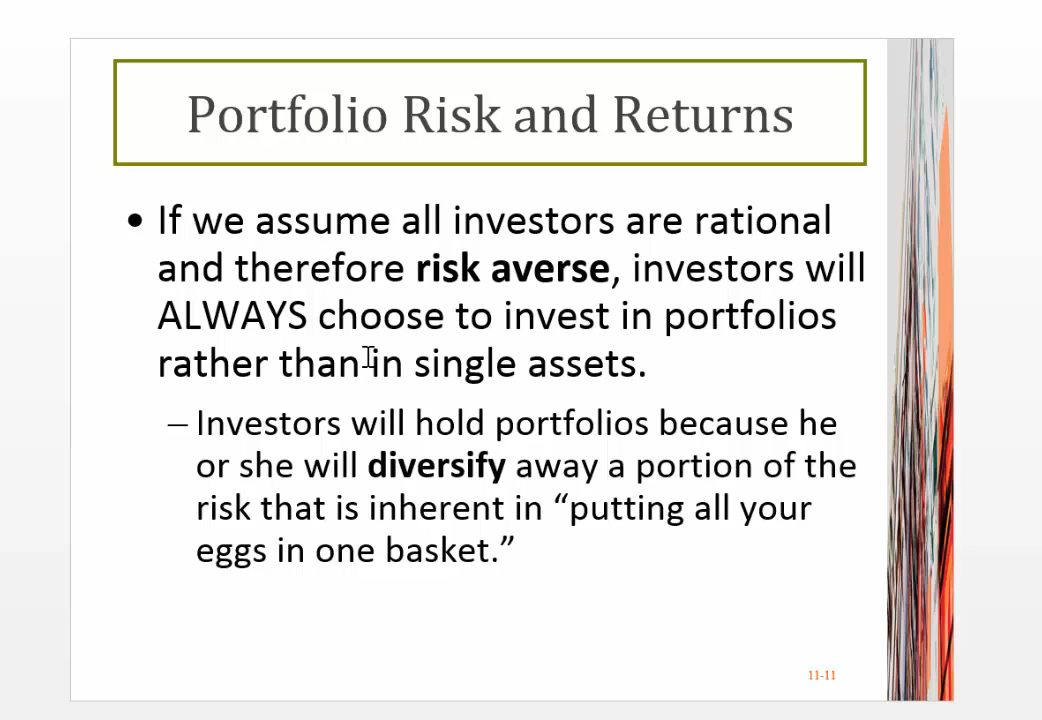 Portfolio Risk and Returns
• If we assume all investors are rational
and therefore risk averse, investors will
ALWAYS choose to invest in portfolios
rather than in single assets.
– Investors will hold portfolios because he
or she will diversify away a portion of the
risk that is inherent in “putting all your
eggs in one basket.”
11-11